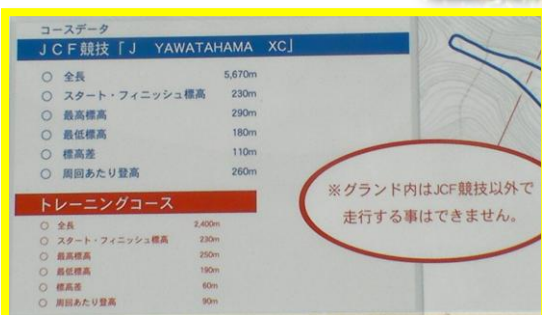 コースデータ
JCF競技「J YAWATAHAMA XC」
○ 全長 5,670m
○ スタート・フィニッシュ標高 230m
○ 最高標高 290m
○ 最低標高 180m
○ 標高差 110m
○ 周回あたり登高 260m
トレーニングコース
○ 全長 2,400m
○ スタート・フィニッシュ標高 230m
○ 最高標高 250m
○ 最低標高 190m
○ 標高差 60m
○ 周回あたり登高 90m
※グランド内はJCF競技以外で
走行する事はできません。